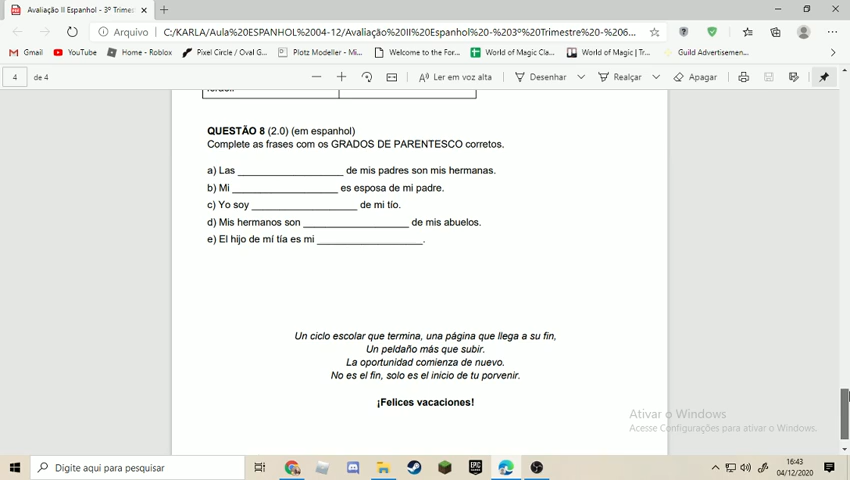 Avaliação II Espanhol - 3º Trimes
Arquivo
C:/KARLA/Aula%20ESPANHOL%2004-12/Avaliação%20II%20Espanhol%20-%203º%20Trimestre%20-%206...
Gmail
YouTube
Home - Roblox
Pixel Circle / Oval G...
Plotz Modeller - Mi...
Welcome to the For...
World of Magic Cla...
World of Magic | Tr...
Guild Advertisemen...
4
de 4
Ler em voz alta
Desenhar
Realçar
Apagar
QUESTÃO 8 (2.0) (em espanhol)
Complete as frases com os GRADOS DE PARENTESCO corretos.
a) Las ___________________ de mis padres son mis hermanas.
b) Mi ___________________ es esposa de mi padre.
c) Yo soy ___________________ de mi tío.
d) Mis hermanos son ___________________ de mis abuelos.
e) El hijo de mí tía es mi ___________________.
Un ciclo escolar que termina, una página que llega a su fin,
Un peldaño más que subir.
La oportunidad comienza de nuevo.
No es el fin, solo es el inicio de tu porvenir.
¡Felices vacaciones!
Ativar o Windows
Acesse Configurações para ativar o Windows.
Digite aqui para pesquisar
16:43
04/12/2020